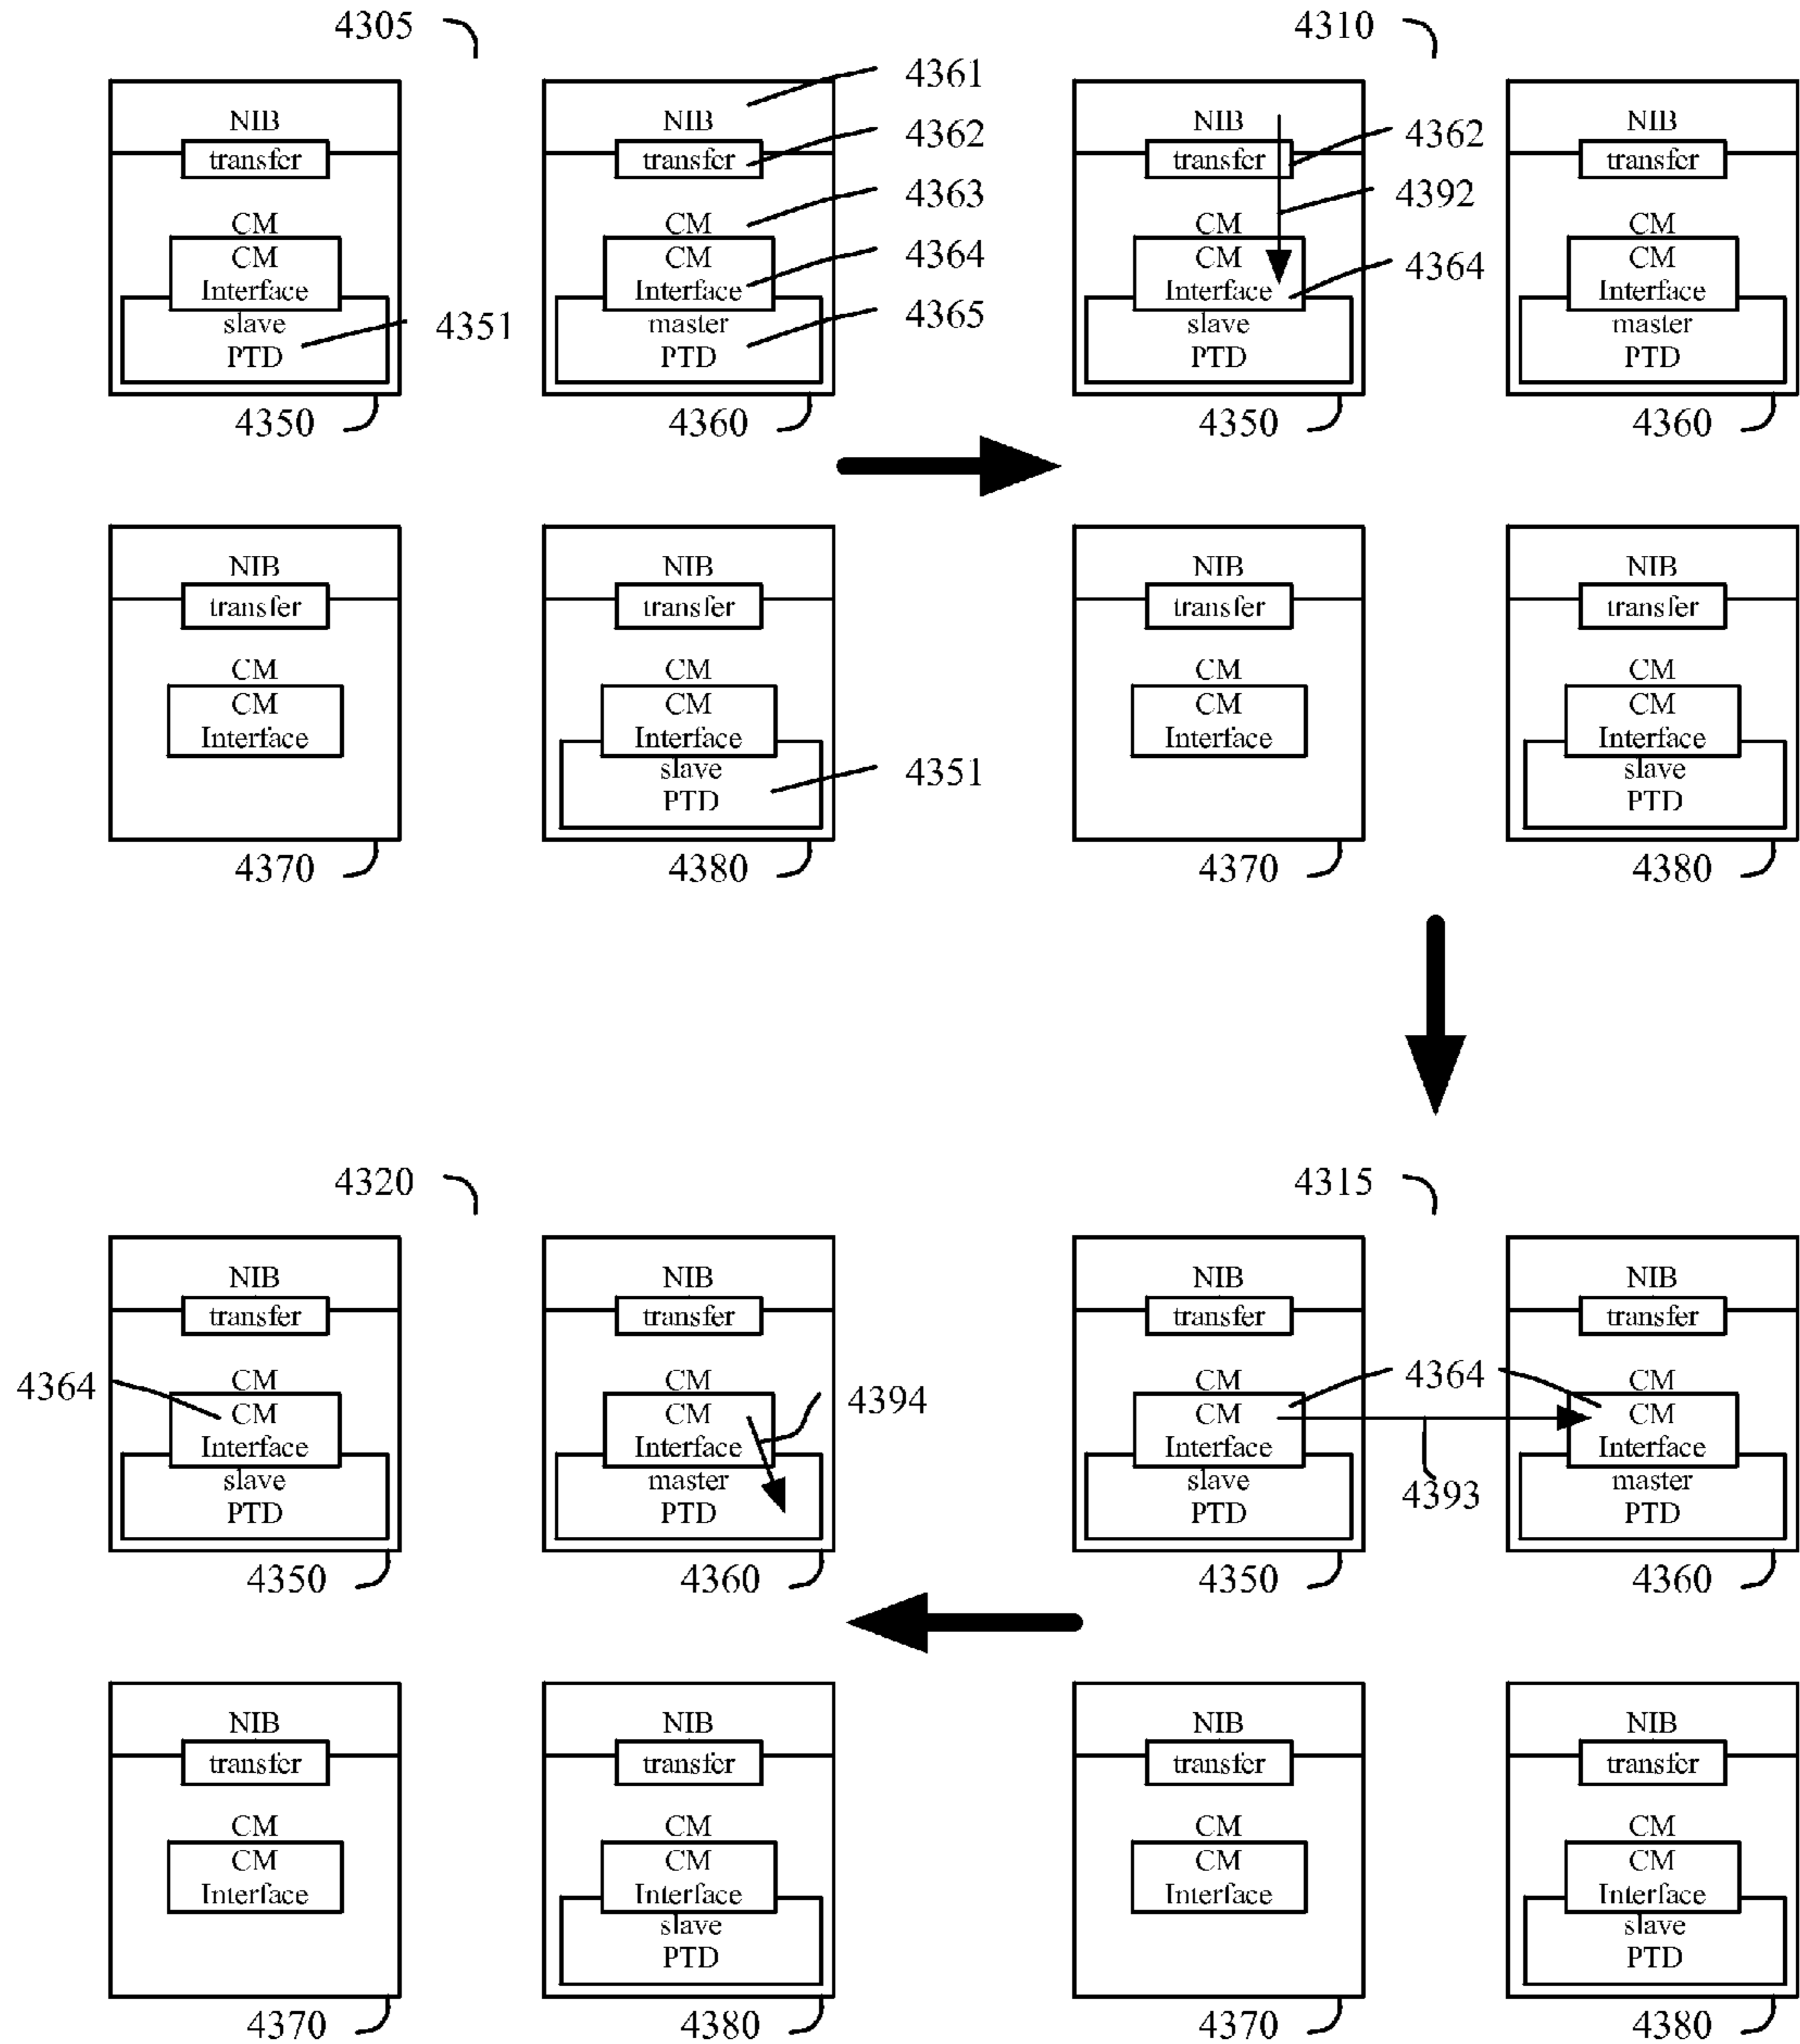 4305
4310
NIB
transfer
CM
CM
Interface
slave
PTD
4351
4350
NIB
transfer
CM
CM
Interface
master
PTD
4361
4362
4363
4364
4365
4360
NIB
transfer
CM
CM
Interface
slave
PTD
4362
4392
4364
4350
NIB
transfer
CM
CM
Interface
master
PTD
4360
NIB
transfer
CM
CM
Interface
4370
NIB
transfer
CM
CM
Interface
slave
PTD
4351
4380
NIB
transfer
CM
CM
Interface
4370
NIB
transfer
CM
CM
Interface
slave
PTD
4380
4320
4315
4364
NIB
transfer
CM
CM
Interface
slave
PTD
4350
NIB
transfer
CM
CM
Interface
master
PTD
4394
4360
NIB
transfer
CM
CM
Interface
slave
PTD
4364
4393
4350
NIB
transfer
CM
CM
Interface
master
PTD
4360
NIB
transfer
CM
CM
Interface
4370
NIB
transfer
CM
CM
Interface
slave
PTD
4380
NIB
transfer
CM
CM
Interface
4370
NIB
transfer
CM
CM
Interface
slave
PTD
4380